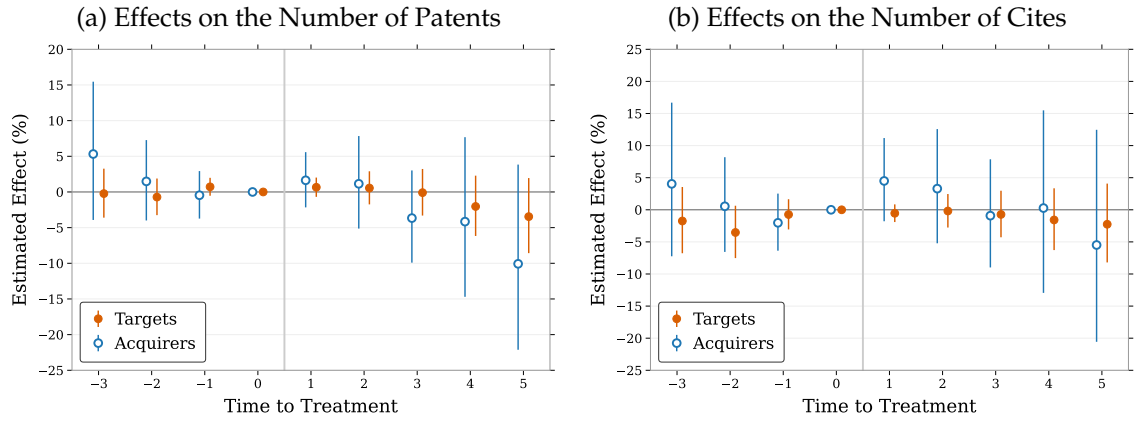 (a) Effects on the Number of Patents
20
15
10
5
0
−5
−10
−15
−20
−25
Estimated Effect (%)
Targets
Acquirers
−3 −2 −1 0 1 2 3 4 5
Time to Treatment
(b) Effects on the Number of Cites
25
20
15
10
5
0
−5
−10
−15
−20
−25
Estimated Effect (%)
Targets
Acquirers
−3 −2 −1 0 1 2 3 4 5
Time to Treatment